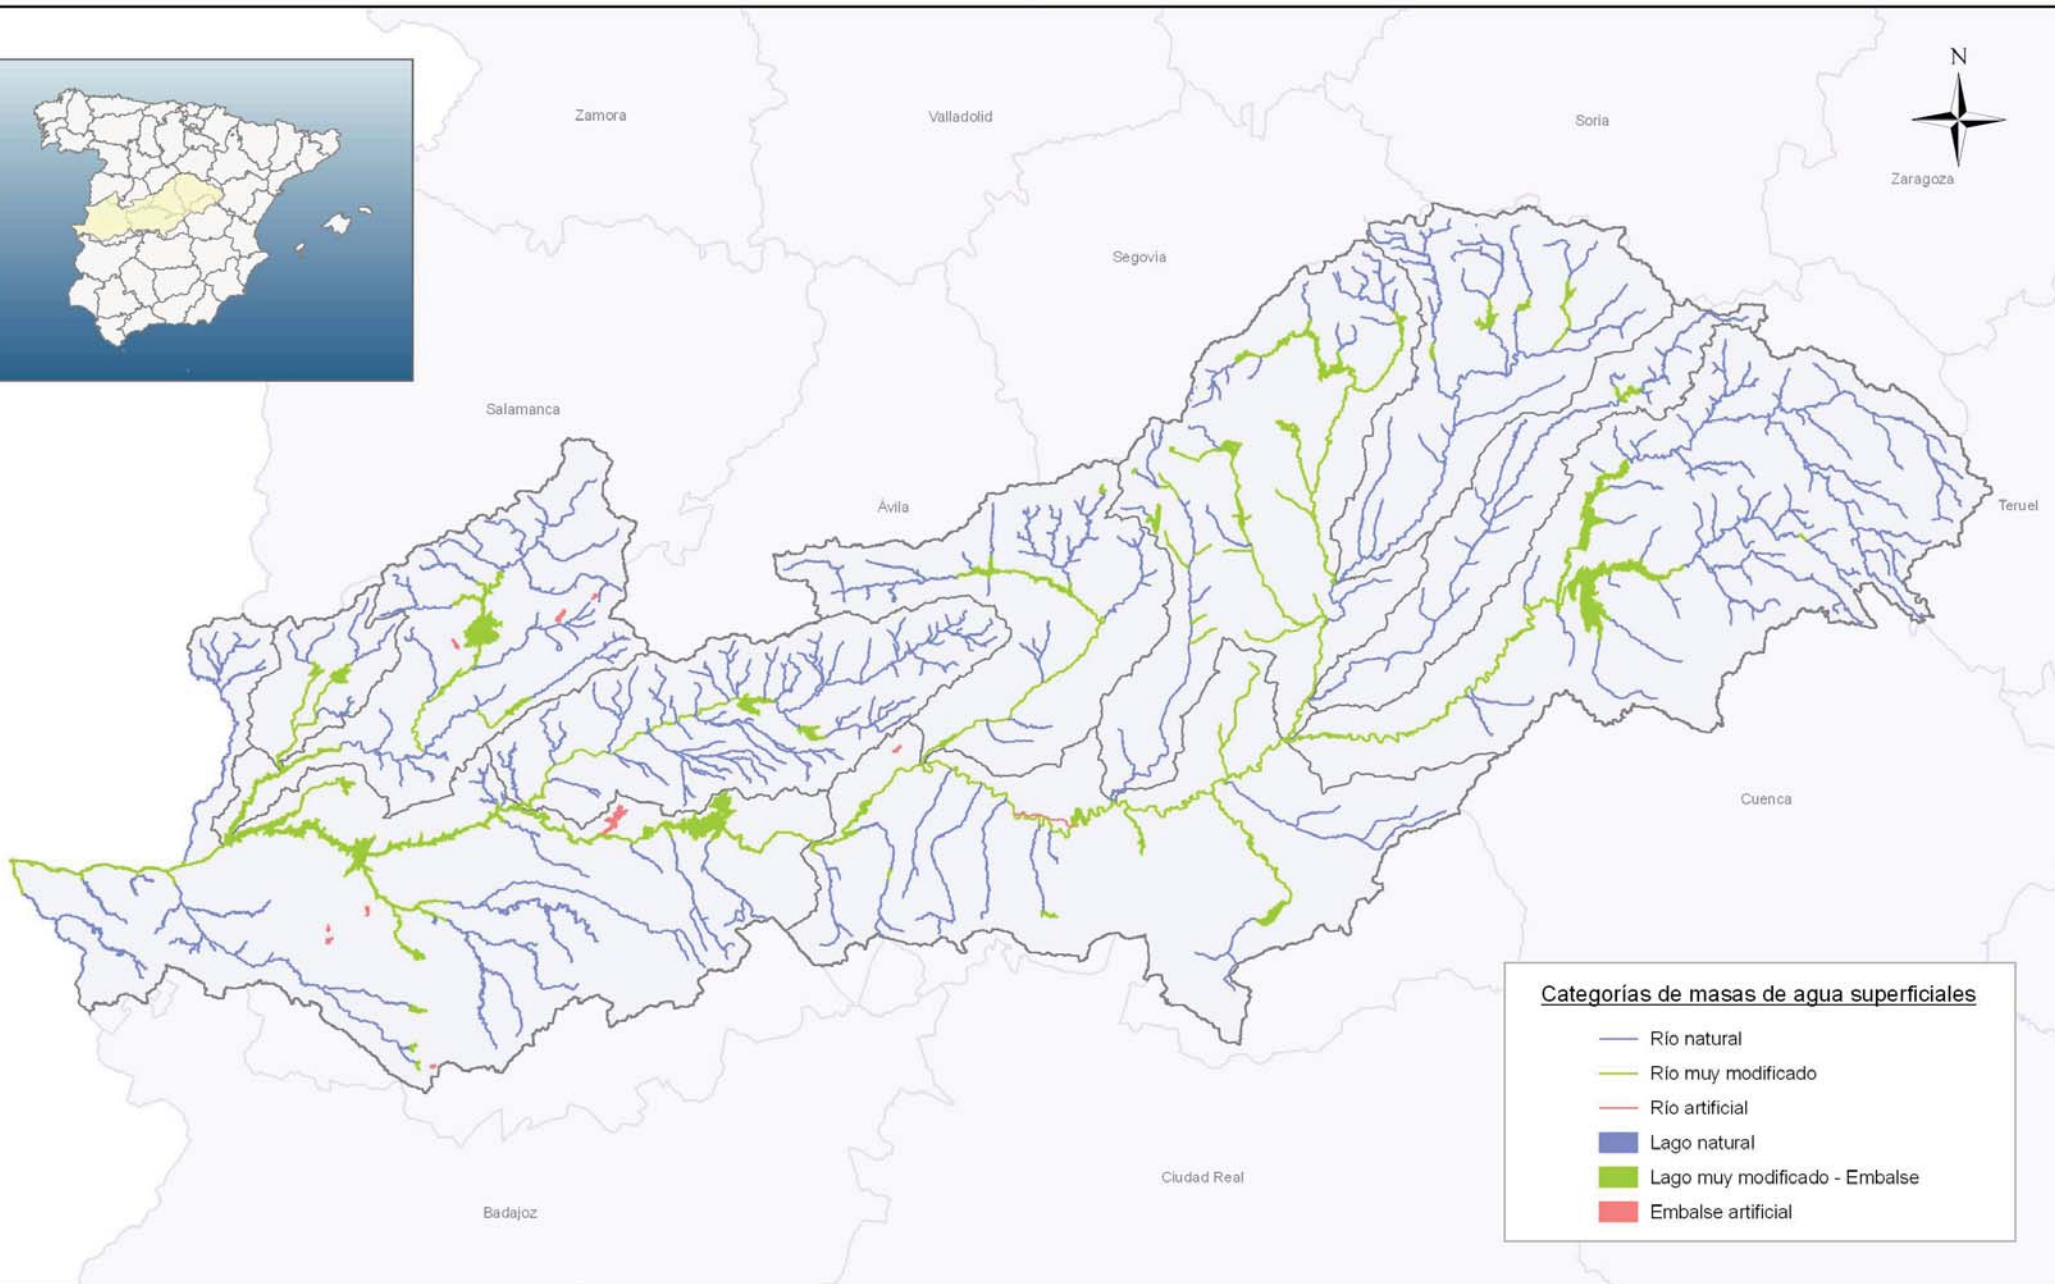 N
Zamora
Valladolid
Soria
Zaragoza
Segovia
Salamanca
Ávila
Teruel
Cuenca
Ciudad Real
Badajoz
Categorías de masas de agua superficiales
Río natural
Río muy modificado
Río artificial
Lago natural
Lago muy modificado - Embalse
Embalse artificial